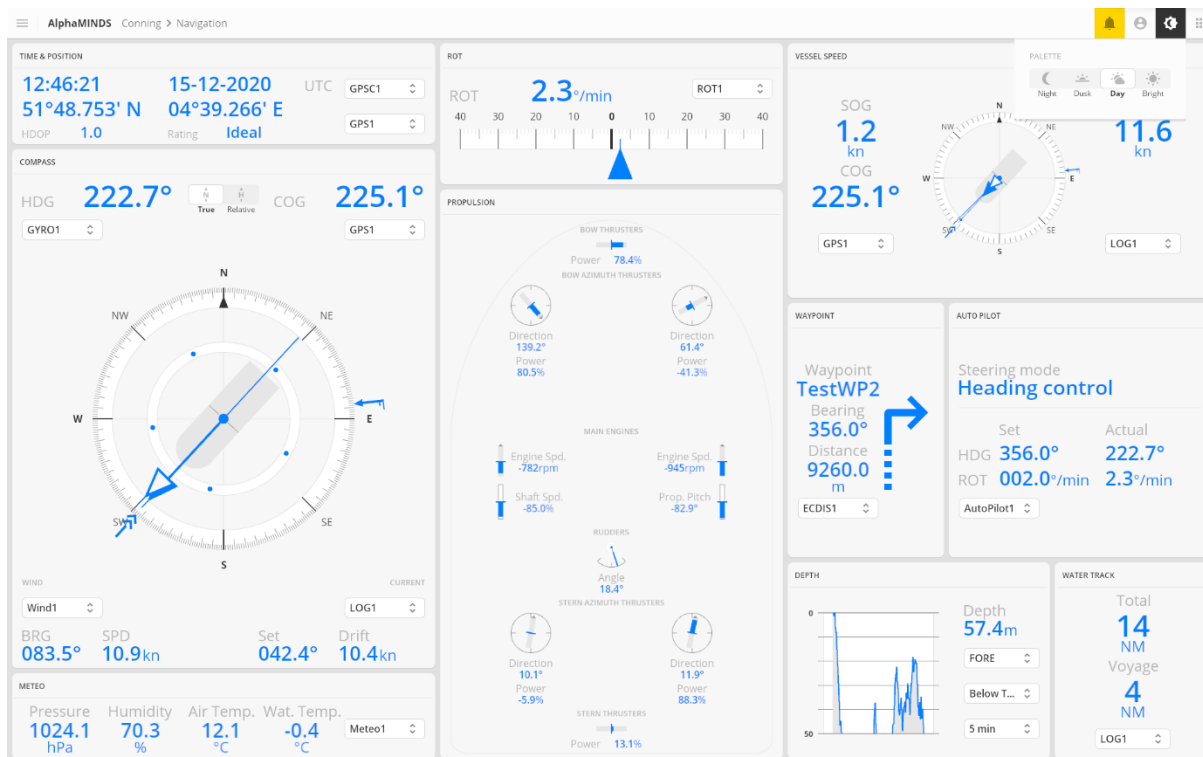 AlphaMINDS Conning > Navigation
TIME & POSITION
12:46:21 15-12-2020 UTC GPSC1
51°48.753' N 04°39.266' E
GPS1
HDOP 1.0 Rating Ideal
COMPASS
HDG 222.7° N H COG 225.1°
True Relative
GYRO1 GPS1
N
NW NE
W E
SW SE
S
WIND CURRENT
Wind1 LOG1
BRG SPD Set Drift
083.5° 10.9kn 042.4° 10.4kn
METEO
Pressure Humidity Air Temp. Wat. Temp.
1024.1 70.3 12.1 -0.4 Meteo1
hPa % °C °C
ROT
ROT 2.3°/min ROT1
40 30 20 10 0 10 20 30 40
PROPULSION
BOW THRUSTERS
Power 78.4%
BOW AZIMUTH THRUSTERS
Direction Direction
139.2° 61.4°
Power Power
80.5% -41.3%
MAIN ENGINES
Engine Spd. Engine Spd.
-782rpm -945rpm
Shaft Spd. Prop. Pitch
-85.0% -82.9%
RUDDERS
Angle
18.4°
STERN AZIMUTH THRUSTERS
Direction Direction
10.1° 11.9°
Power Power
-5.9% 88.3%
STERN THRUSTERS
Power 13.1%
VESSEL SPEED
PALETTE
Night Dusk Day Bright
SOG
1.2 11.6
kn kn
COG
225.1°
N
NW NE
W E
SW SE
S
GPS1 LOG1
WAYPOINT
Waypoint
TestWP2
Bearing
356.0°
Distance
9260.0
m
ECDIS1
AUTO PILOT
Steering mode
Heading control
Set Actual
HDG 356.0° 222.7°
ROT 002.0°/min 2.3°/min
AutoPilot1
DEPTH
0
50
Depth
57.4m
FORE
Below T...
5 min
WATER TRACK
Total
14
NM
Voyage
4
NM
LOG1